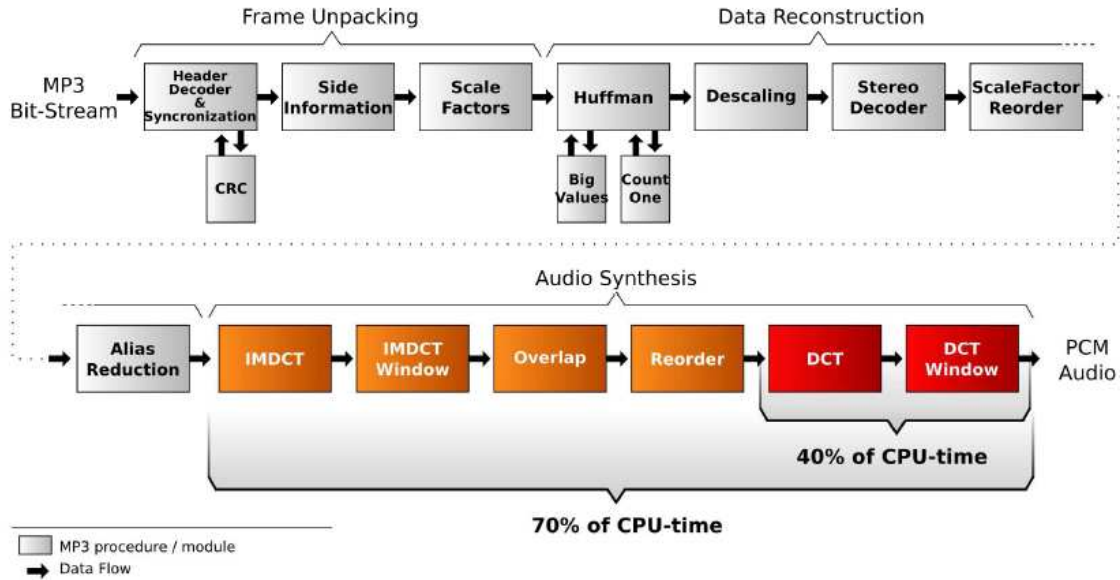 Frame Unpacking
Data Reconstruction
MP3
Bit-Stream
Header
Decoder
&
Syncronization
Side
Information
Scale
Factors
Huffman
Descaling
Stereo
Decoder
ScaleFactor
Reorder
CRC
Big
Values
Count
One
Audio Synthesis
Alias
Reduction
IMDCT
IMDCT
Window
Overlap
Reorder
DCT
DCT
Window
PCM
Audio
40% of CPU-time
70% of CPU-time
MP3 procedure / module
Data Flow